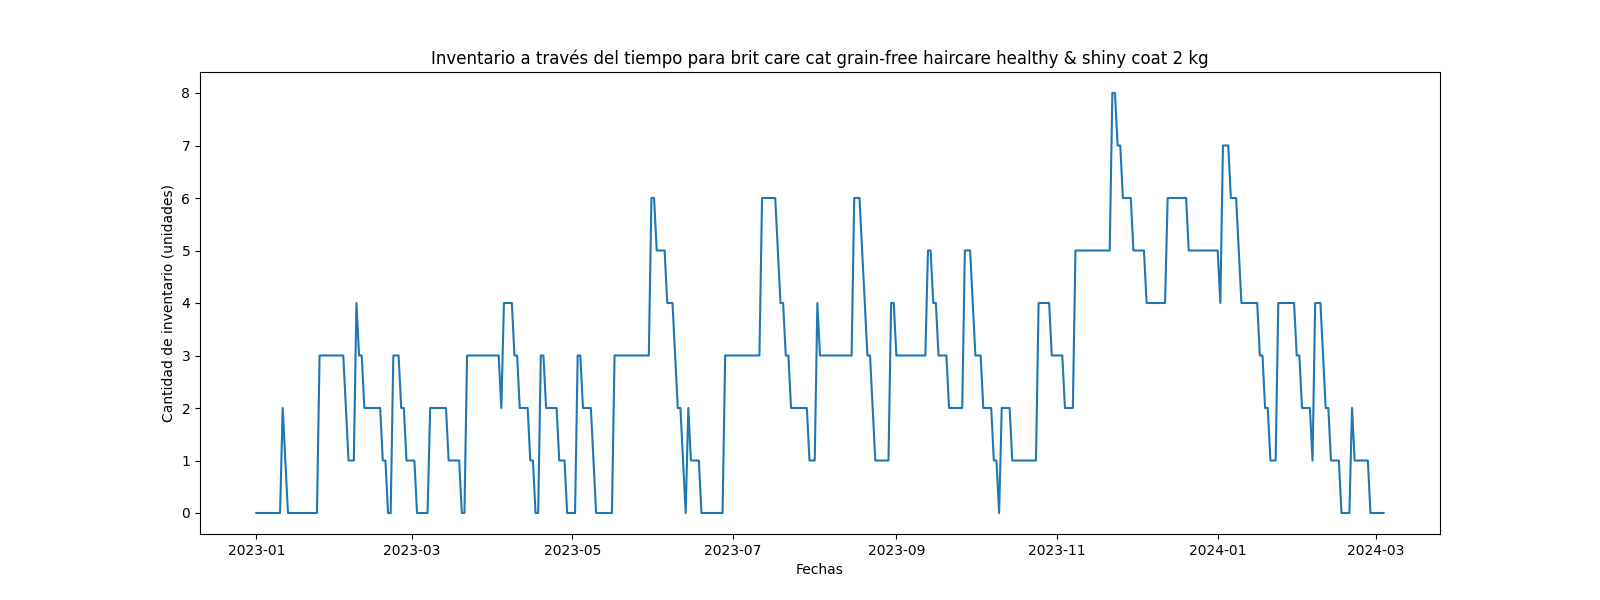 Inventario a través del tiempo para brit care cat grain-free haircare healthy & shiny coat 2 kg
Cantidad de inventario (unidades)
8
7
6
5
4
3
2
1
0
2023-01 2023-03 2023-05 2023-07 2023-09 2023-11 2024-01 2024-03
Fechas